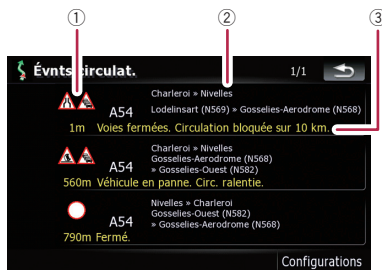 ① ② ③
Évnts circulat. 1/1
Charleroi » Nivelles
A54 Lodelinsart (N569) » Gosselies-Aerodrome (N568)
1m Voies fermées. Circulation bloquée sur 10 km.
Charleroi » Nivelles
Gosselies-Aerodrome (N568)
A54 » Gosselies-Ouest (N582)
560m Véhicule en panne. Circ. ralentie.
Nivelles » Charleroi
Gosselies-Ouest (N582)
A54 » Gosselies-Aerodrome (N568)
790m Fermé.
Configurations